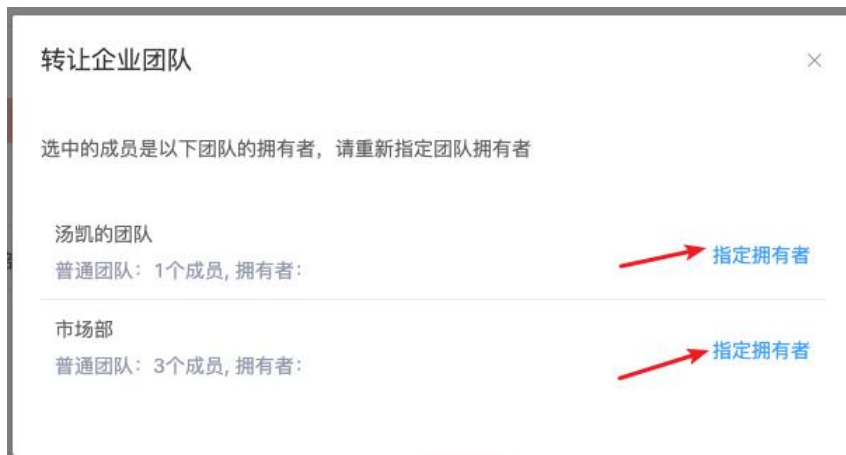 转让企业团队
选中的成员是以下团队的拥有者，请重新指定团队拥有者
汤凯的团队
指定拥有者
普通团队：1个成员, 拥有者：
市场部
指定拥有者
普通团队：3个成员, 拥有者：